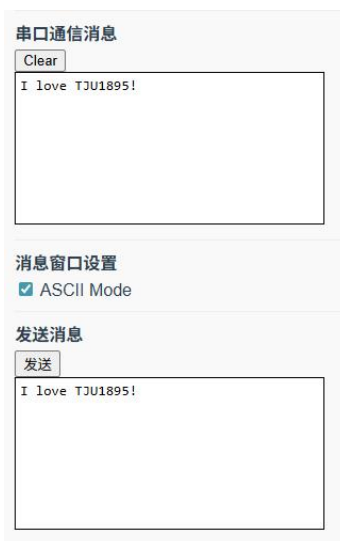 串口通信消息
Clear
I love TJU1895!
消息窗口设置
ASCII Mode
发送消息
发送
I love TJU1895!